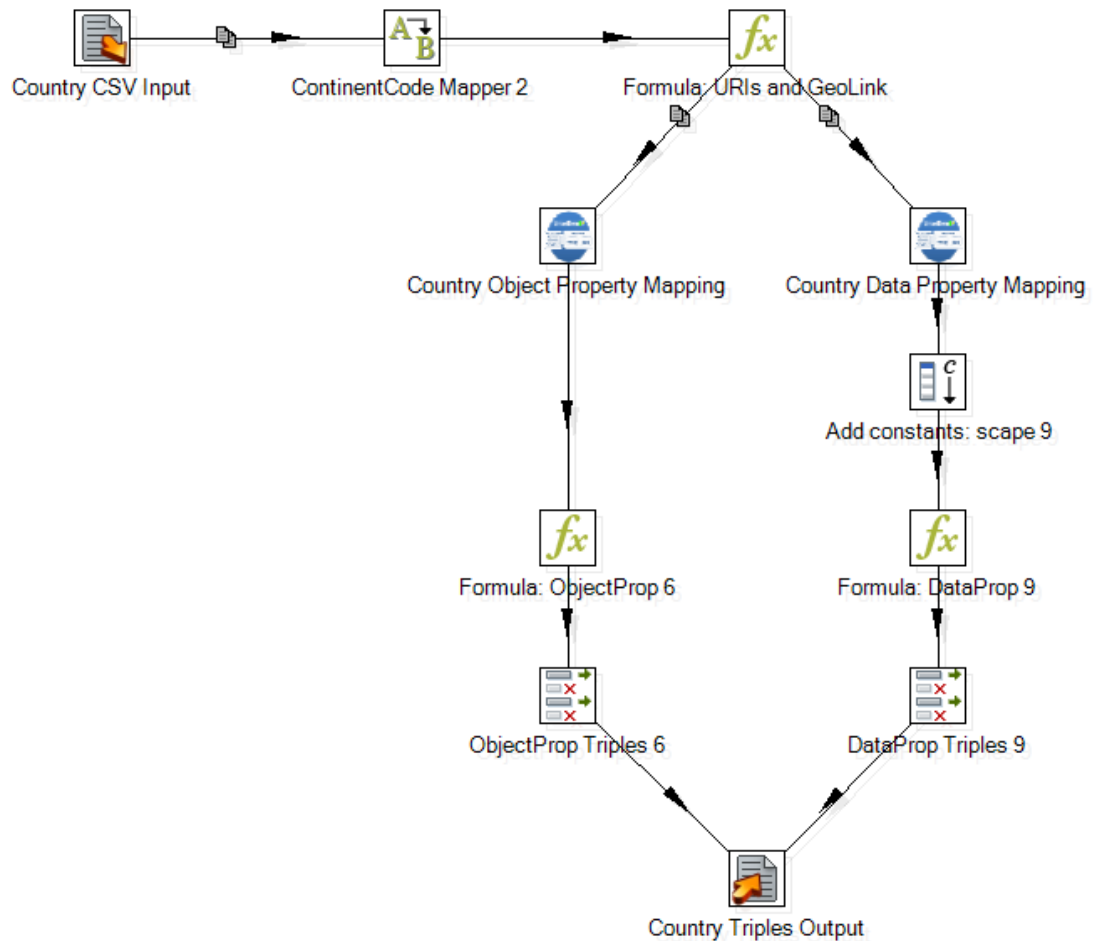 Country CSV Input
ContinentCode Mapper 2
Formula: URIs and GeoLink
Country Object Property Mapping
Country Data Property Mapping
Add constants: scape 9
Formula: ObjectProp 6
Formula: DataProp 9
ObjectProp Triples 6
DataProp Triples 9
Country Triples Output